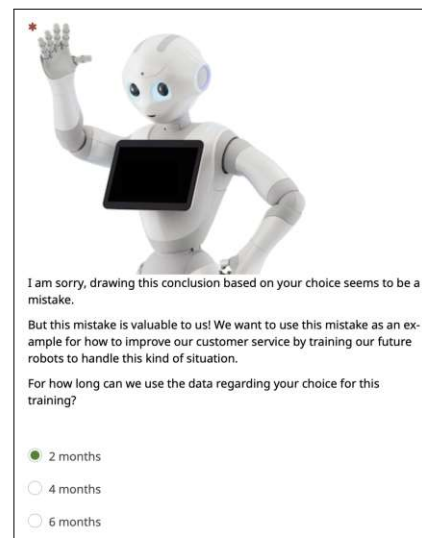 *
I am sorry, drawing this conclusion based on your choice seems to be a
mistake.
But this mistake is valuable to us! We want to use this mistake as an ex-
ample for how to improve our customer service by training our future
robots to handle this kind of situation.
For how long can we use the data regarding your choice for this
training?
2 months
4 months
6 months